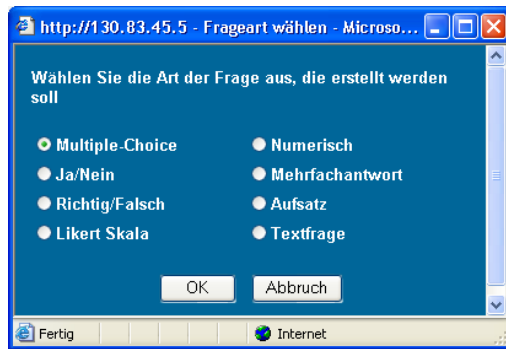 http://130.83.45.5 - Frageart wählen - Microso...
Wählen Sie die Art der Frage aus, die erstellt werden
soll
Multiple-Choice
Numerisch
Ja/Nein
Mehrfachantwort
Richtig/Falsch
Aufsatz
Likert Skala
Textfrage
OK
Abbruch
Fertig
Internet